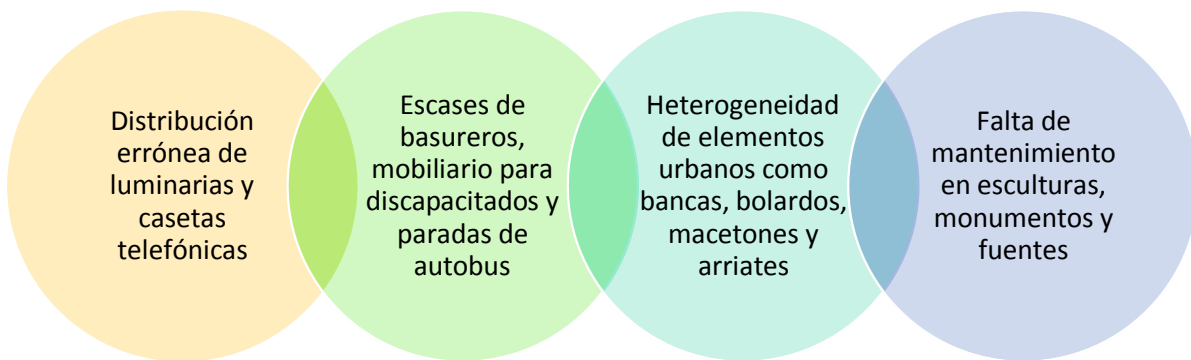 Distribución
errónea de
luminarias y
casetas
telefónicas
Escases de
basureros,
mobiliario para
discapacitados y
paradas de
autobus
Heterogeneidad
de elementos
urbanos como
bancas, bolardos,
macetones y
arriates
Falta de
mantenimiento
en esculturas,
monumentos y
fuentes